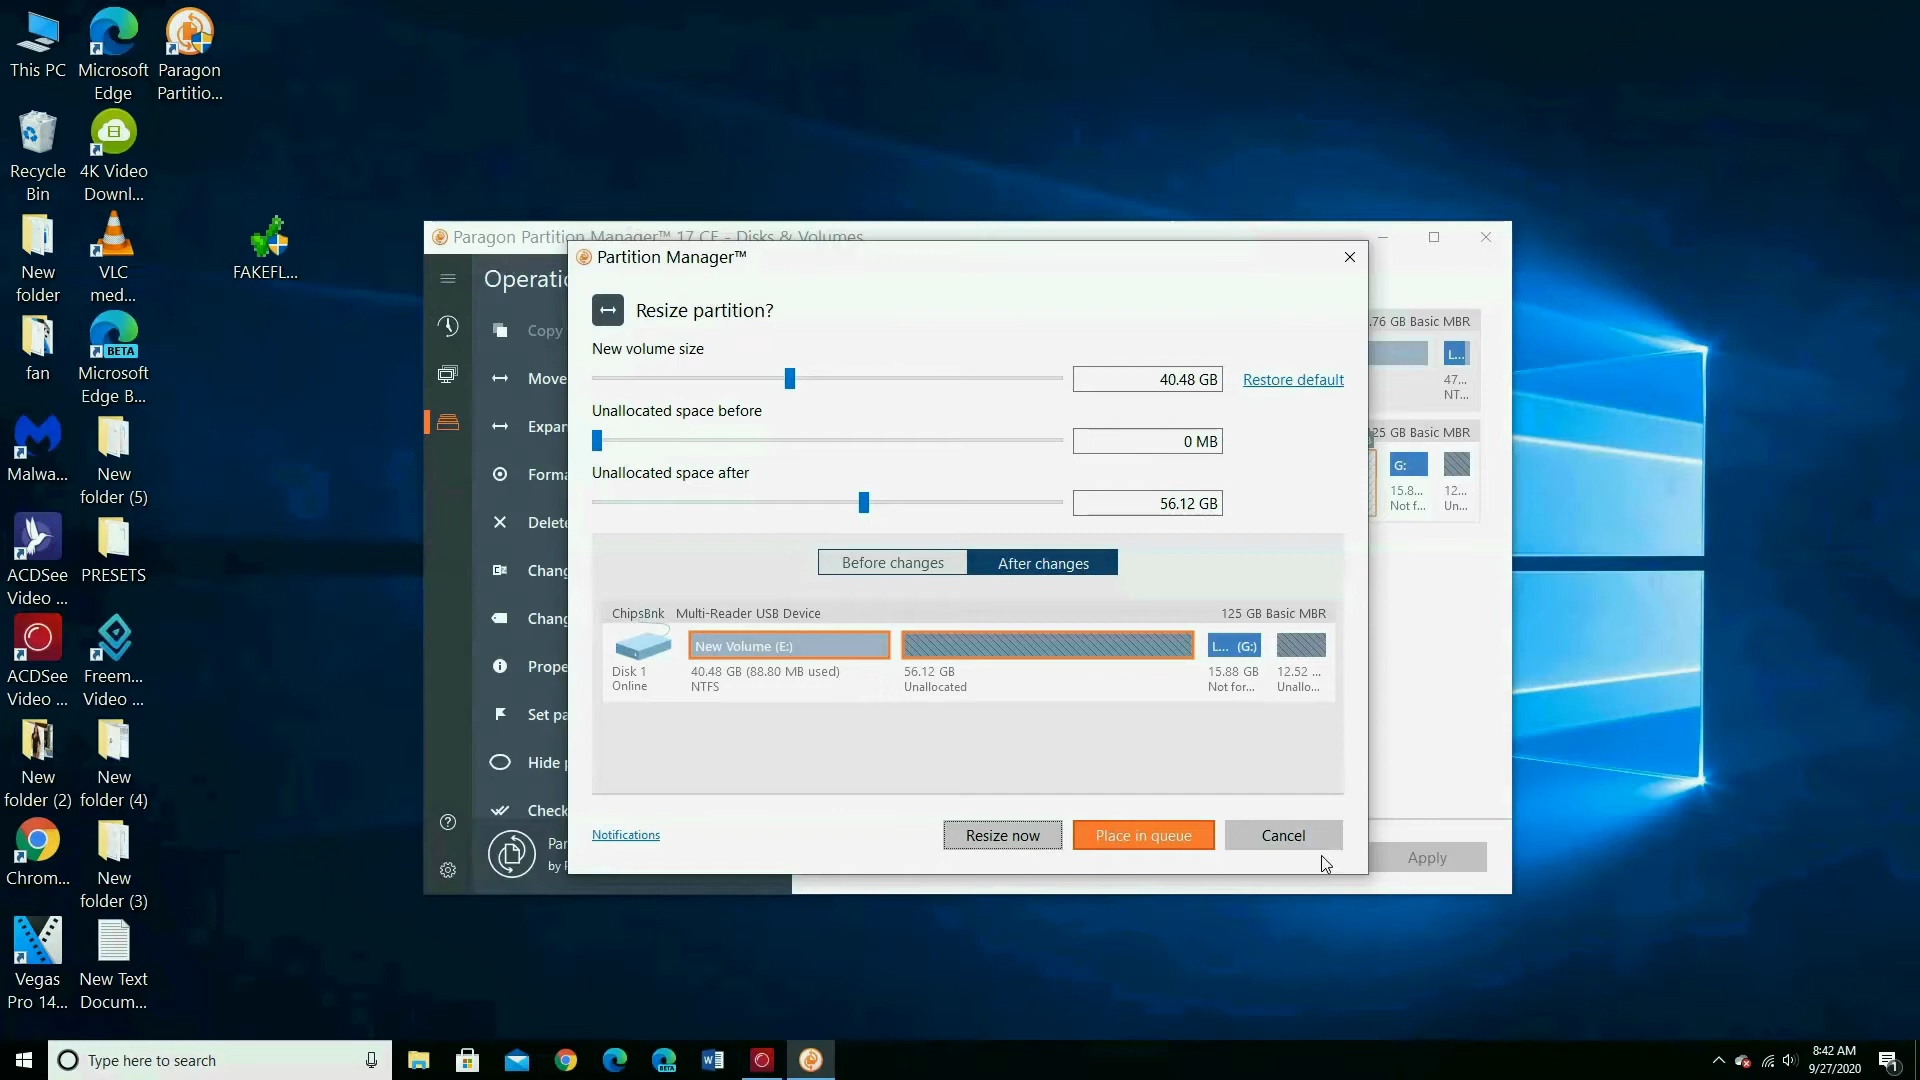 This PC
Microsoft
Edge
Paragon
Partitio...
Recycle
Bin
4K Video
Downl...
New
folder
VLC
med...
FAKEFL...
fan
BETA
Microsoft
Edge B...
Malwa...
New
folder (5)
ACDSee
Video ...
PRESETS
ACDSee
Video ...
Freem...
Video ...
New
folder (2)
New
folder (4)
Chrom...
New
folder (3)
Vegas
Pro 14...
New Text
Docum...
Paragon Partition Manager™ 17 CE - Disks & Volumes
Operatio
Copy
Move
Expan
Forma
Delete
Chang
Chang
Prope
Set pa
Hide p
Check
Par
by P
.76 GB Basic MBR
L...
47...
NT...
25 GB Basic MBR
G:
15.8...
Not f...
12...
Un...
Apply
Partition Manager™
Resize partition?
New volume size
40.48 GB
Restore default
Unallocated space before
0 MB
Unallocated space after
56.12 GB
Before changes
After changes
ChipsBnk Multi-Reader USB Device
125 GB Basic MBR
Disk 1
Online
New Volume (E:)
40.48 GB (88.80 MB used)
NTFS
56.12 GB
Unallocated
L... (G:)
15.88 GB
Not for...
12.52 ...
Unallo...
Notifications
Resize now
Place in queue
Cancel
Type here to search
BETA
8:42 AM
9/27/2020
1